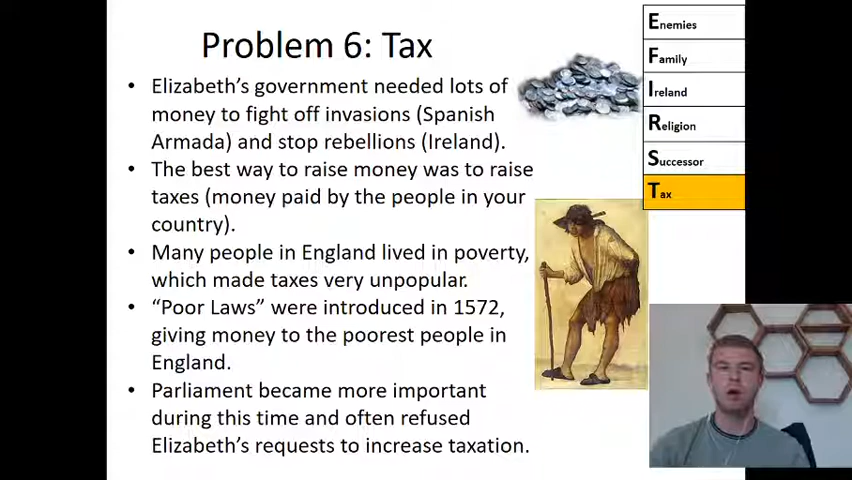 Problem 6: Tax
• Elizabeth's government needed lots of
money to fight off invasions (Spanish
Armada) and stop rebellions (Ireland).
• The best way to raise money was to raise
taxes (money paid by the people in your
country).
• Many people in England lived in poverty,
which made taxes very unpopular.
• “Poor Laws” were introduced in 1572,
giving money to the poorest people in
England.
• Parliament became more important
during this time and often refused
Elizabeth's requests to increase taxation.
Enemies
Family
Ireland
Religion
Successor
Tax